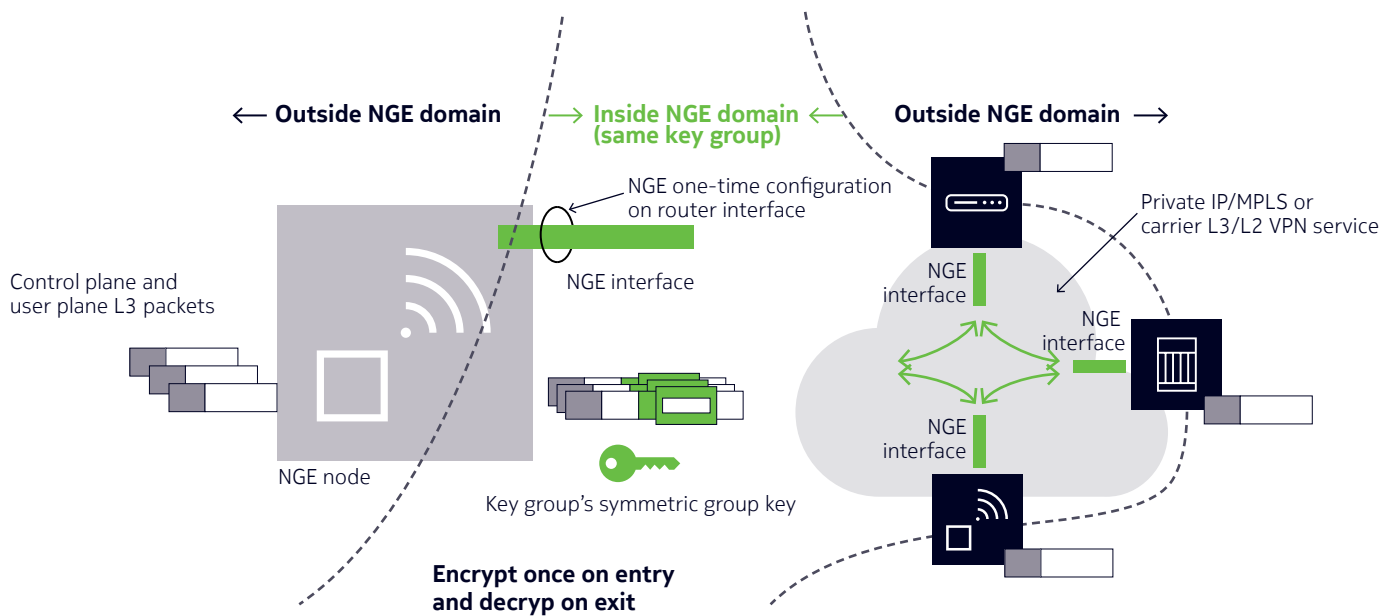 Outside NGE domain
Inside NGE domain
(same key group)
Outside NGE domain
NGE one-time configuration
on router interface
Private IP/MPLS or
carrier L3/L2 VPN service
Control plane and
user plane L3 packets
NGE interface
NGE
interface
NGE
interface
NGE
interface
NGE node
Key group’s symmetric group key
Encrypt once on entry
and decryp on exit